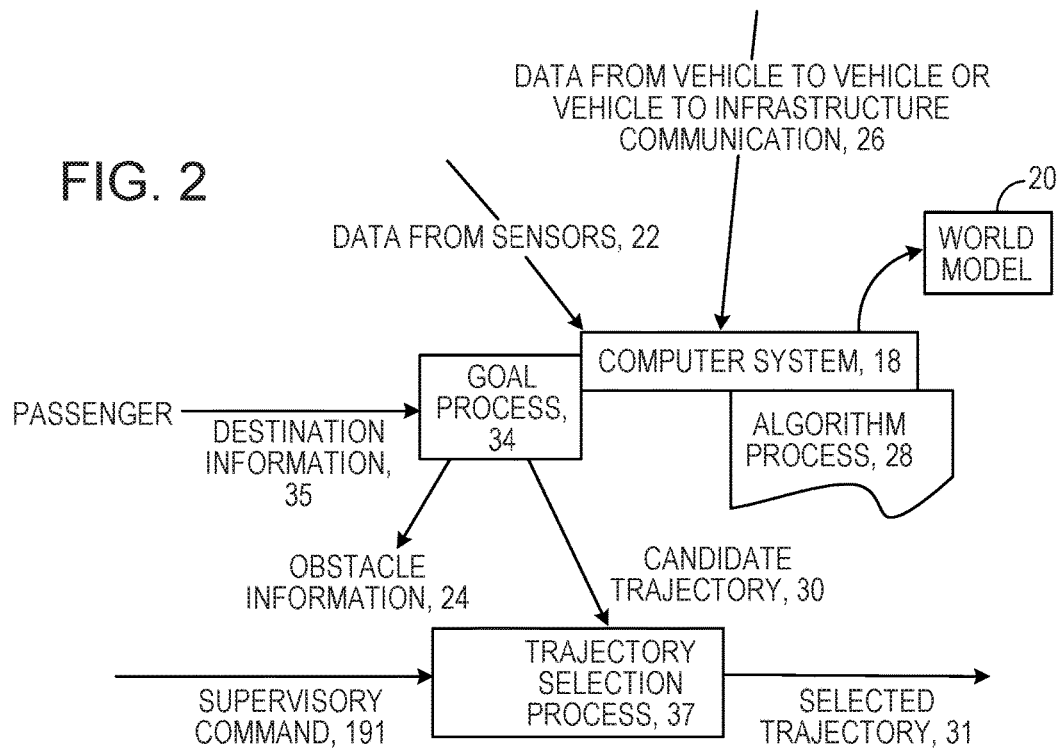 FIG. 2
DATA FROM VEHICLE TO VEHICLE OR
VEHICLE TO INFRASTRUCTURE
COMMUNICATION, 26
20
DATA FROM SENSORS, 22
WORLD
MODEL
COMPUTER SYSTEM, 18
GOAL
PROCESS,
34
PASSENGER
DESTINATION
INFORMATION,
35
ALGORITHM
PROCESS, 28
OBSTACLE
INFORMATION, 24
CANDIDATE
TRAJECTORY, 30
TRAJECTORY
SELECTION
PROCESS, 37
SUPERVISORY
COMMAND, 191
SELECTED
TRAJECTORY, 31